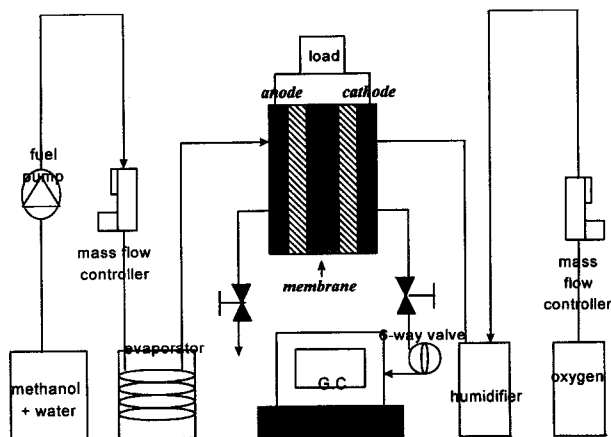 load
anode
cathode
fuel
pump
mass flow
controller
mass
flow
controller
membrane
evaporator
6-way valve
methanol
+ water
G.C
humidifier
oxygen